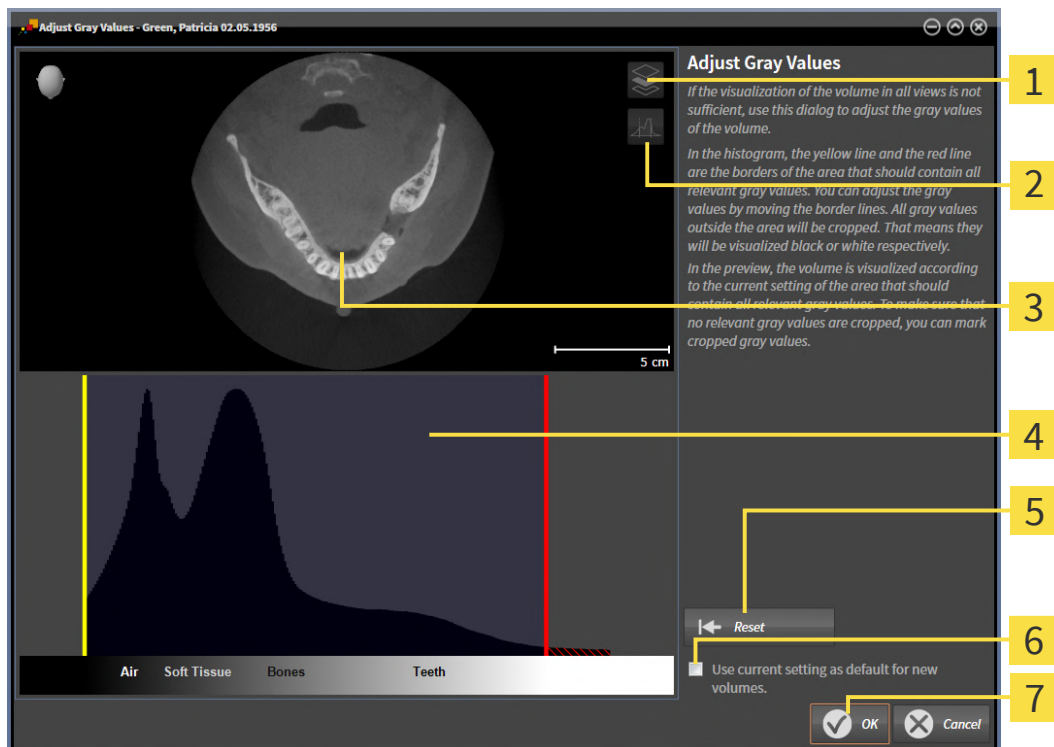 Adjust Gray Values - Green, Patricia 02.05.1956
Adjust Gray Values
If the visualization of the volume in all views is not
sufficient, use this dialog to adjust the gray values
of the volume.
In the histogram, the yellow line and the red line
are the borders of the area that should contain all
relevant gray values. You can adjust the gray
values by moving the border lines. All gray values
outside the area will be cropped. That means they
will be visualized black or white respectively.
In the preview, the volume is visualized according
to the current setting of the area that should
contain all relevant gray values. To make sure that
no relevant gray values are cropped, you can mark
cropped gray values.
5 cm
Air Soft Tissue Bones Teeth
Reset
Use current setting as default for new
volumes.
OK Cancel
1
2
3
4
5
6
7